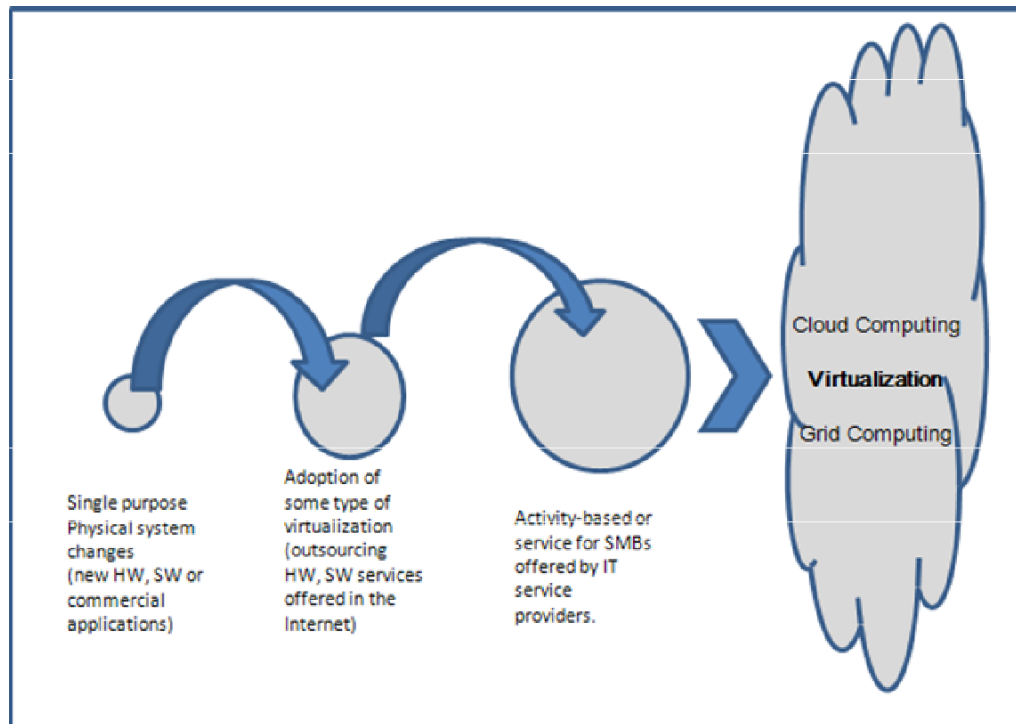 Single purpose
Physical system
changes
(new HW, SW or
commercial
applications)
Adoption of
some type of
virtualization
(outsourcing
HW, SW services
offered in the
Internet)
Activity-based or
service for SMBs
offered by IT
service
providers.
Cloud Computing
Virtualization
Grid Computing